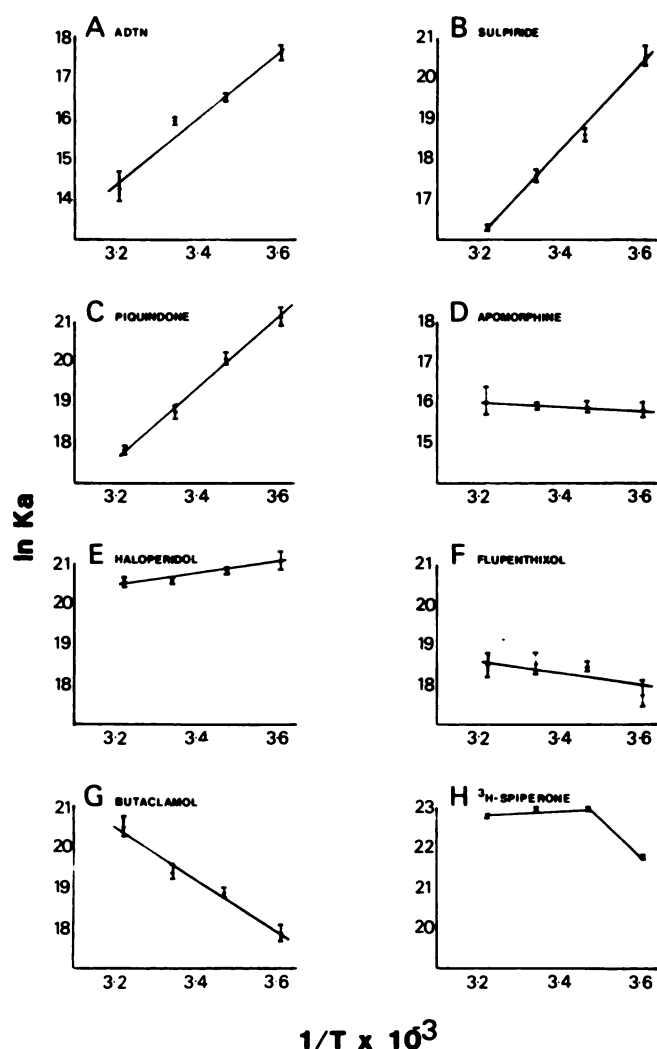 A ADTN
18
17
16
15
14
3·2 3·4 3·6
B SULPIRIDE
21
20
19
18
17
3·2 3·4 3·6
C PIQUINDONE
21
20
19
18
3·2 3·4 3·6
D APOMORPHINE
18
17
16
15
3·2 3·4 3·6
E HALOPERIDOL
21
20
19
18
3·2 3·4 3·6
F FLUPENTHIXOL
21
20
19
18
3·2 3·4 3·6
G BUTACLAMOL
21
20
19
18
3·2 3·4 3·6
H ³H-SPIPERONE
23
22
21
20
3·2 3·4 3·6
ln Ka
1/T x 10⁻³